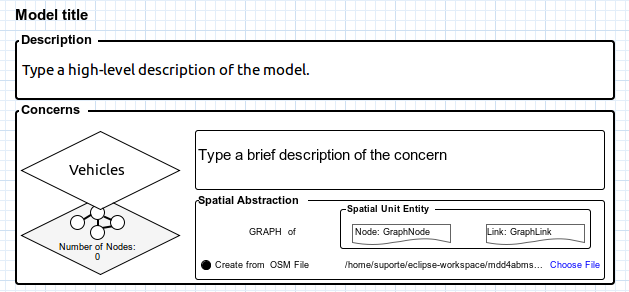 Model title
Description
Type a high-level description of the model.
Concerns
Vehicles
Type a brief description of the concern
Number of Nodes:
0
Spatial Abstraction
GRAPH of
Spatial Unit Entity
Node: GraphNode
Link: GraphLink
Create from OSM File
/home/suporte/eclipse-workspace/mdd4abms...
Choose File